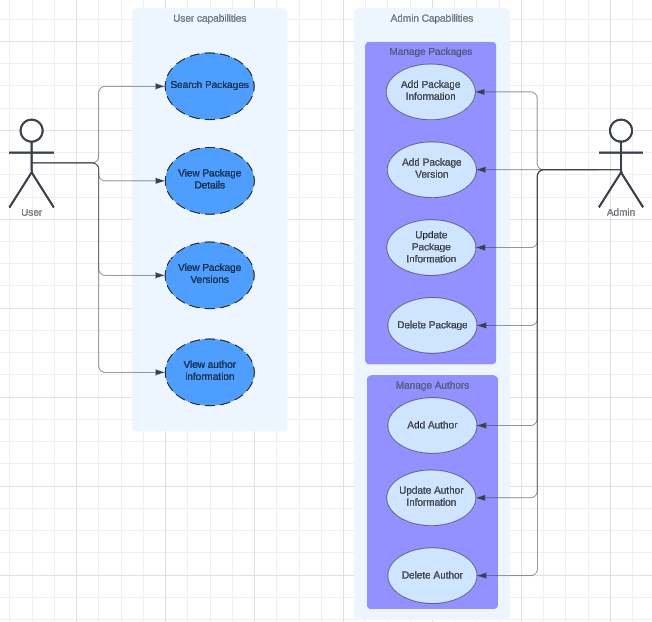 User capabilities
Search Packages
View Package
Details
View Package
Versions
View author
information
User
Admin Capabilities
Manage Packages
Add Package
Information
Add Package
Version
Update
Package
Information
Delete Package
Manage Authors
Add Author
Update Author
Information
Delete Author
Admin